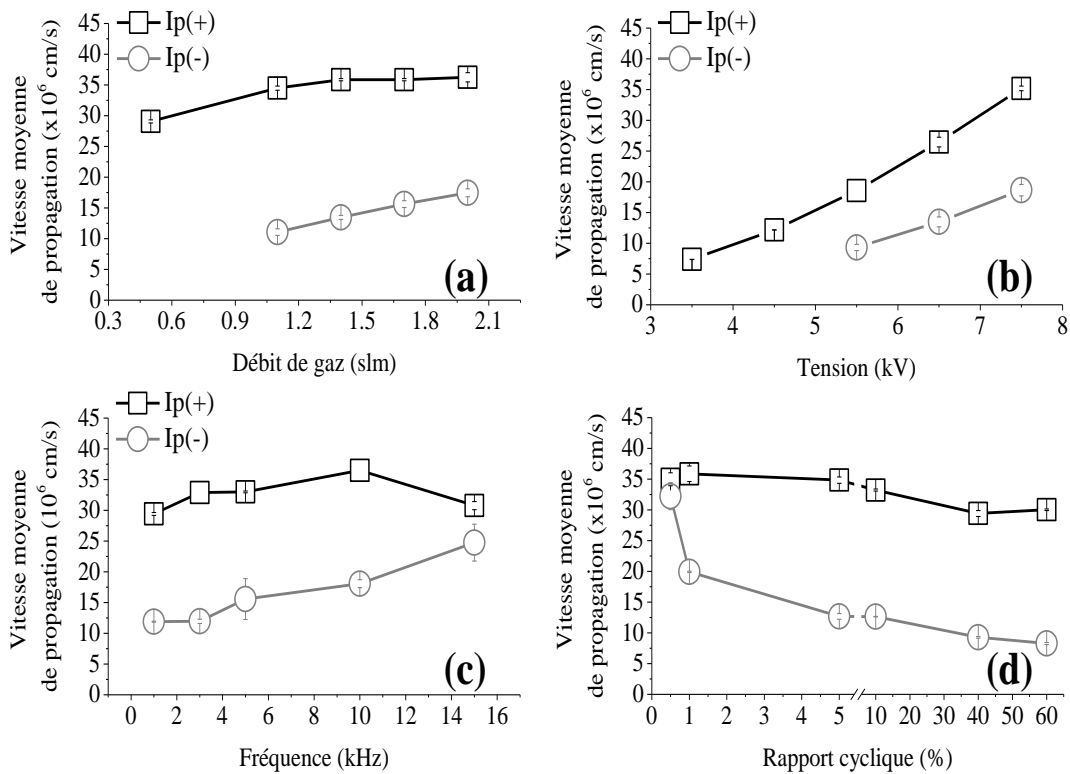 Ip(+)
Ip(-)
Vitesse moyenne
de propagation (x10⁶ cm/s)
45
40
35
30
25
20
15
10
5
0
0.3 0.6 0.9 1.2 1.5 1.8 2.1
Débit de gaz (slm)
(a)
Ip(+)
Ip(-)
Vitesse moyenne
de propagation (x10⁶ cm/s)
45
40
35
30
25
20
15
10
5
0
3 4 5 6 7 8
Tension (kV)
(b)
Ip(+)
Ip(-)
Vitesse moyenne
de propagation (10⁶ cm/s)
45
40
35
30
25
20
15
10
5
0
0 2 4 6 8 10 12 14 16
Fréquence (kHz)
(c)
Vitesse moyenne
de propagation (x10⁶ cm/s)
45
40
35
30
25
20
15
10
5
0
0 1 2 3 4 5 10 20 30 40 50 60
Rapport cyclique (%)
(d)